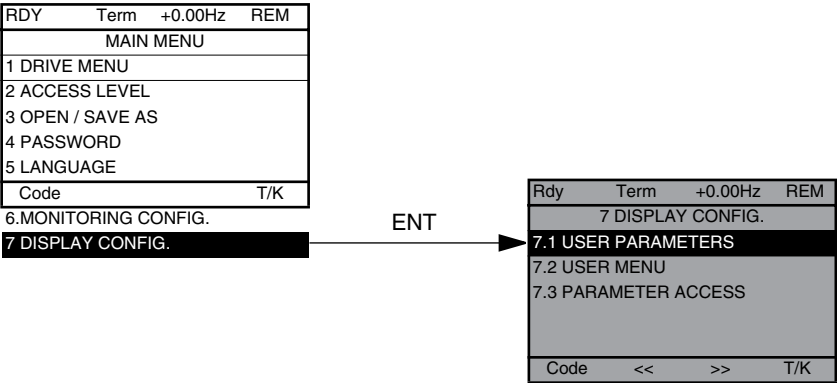 RDY Term +0.00Hz REM
MAIN MENU
1 DRIVE MENU
2 ACCESS LEVEL
3 OPEN / SAVE AS
4 PASSWORD
5 LANGUAGE
Code T/K
6.MONITORING CONFIG.
7 DISPLAY CONFIG.
ENT
Rdy Term +0.00Hz REM
7 DISPLAY CONFIG.
7.1 USER PARAMETERS
7.2 USER MENU
7.3 PARAMETER ACCESS
Code << >> T/K